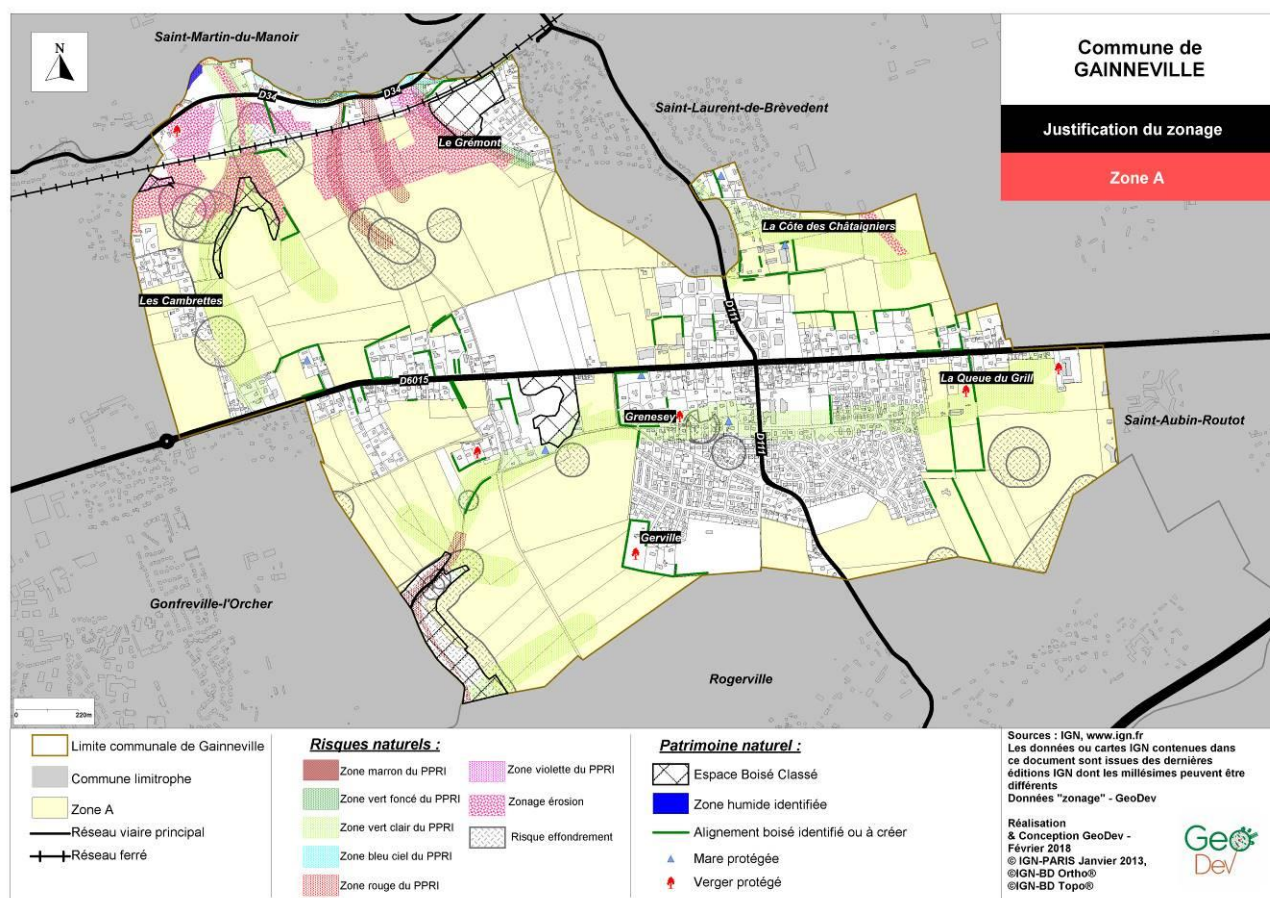 Commune de
GAINNEVILLE
Justification du zonage
Zone A
N
Saint-Martin-du-Manoir
Saint-Laurent-de-Brèvedent
D34
D34
Le Grémont
La Côte des Châtaigniers
Les Cambrettes
D111
D6015
La Queue du Grill
Grenesey
Saint-Aubin-Routot
D111
Gerville
Gonfreville-l'Orcher
Rogerville
0
220m
Limite communale de Gainneville
Commune limitrophe
Zone A
Réseau viaire principal
Réseau ferré
Risques naturels :
Zone marron du PPRI
Zone vert foncé du PPRI
Zone vert clair du PPRI
Zone bleu ciel du PPRI
Zone rouge du PPRI
Zone violette du PPRI
Zonage érosion
Risque effondrement
Patrimoine naturel :
Espace Boisé Classé
Zone humide identifiée
Alignement boisé identifié ou à créer
Mare protégée
Verger protégé
Sources : IGN, www.ign.fr
Les données ou cartes IGN contenues dans
ce document sont issues des dernières
éditions IGN dont les millésimes peuvent être
différents
Données "zonage" - GeoDev
Réalisation
& Conception GeoDev -
Février 2018
© IGN-PARIS Janvier 2013,
©IGN-BD Ortho®
©IGN-BD Topo®
Geo
Dev